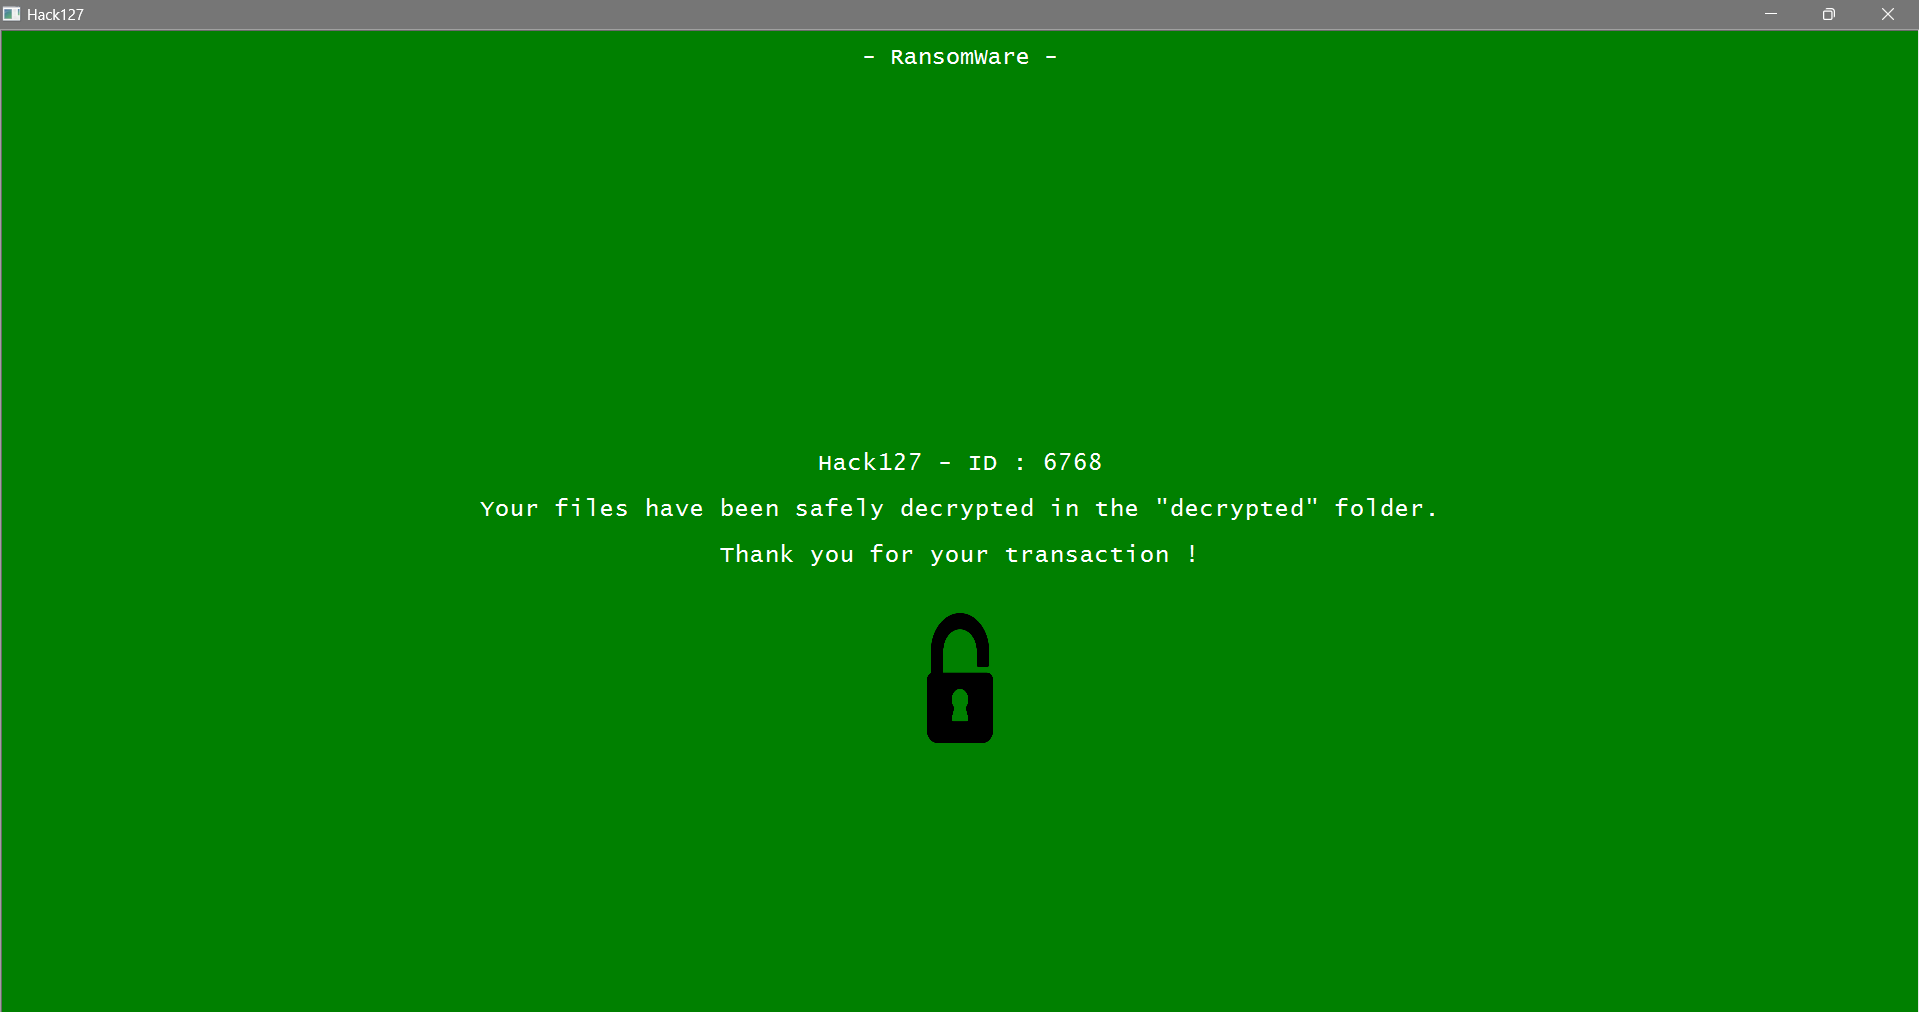 Hack127
- RansomWare -
Hack127 - ID : 6768
Your files have been safely decrypted in the "decrypted" folder.
Thank you for your transaction !